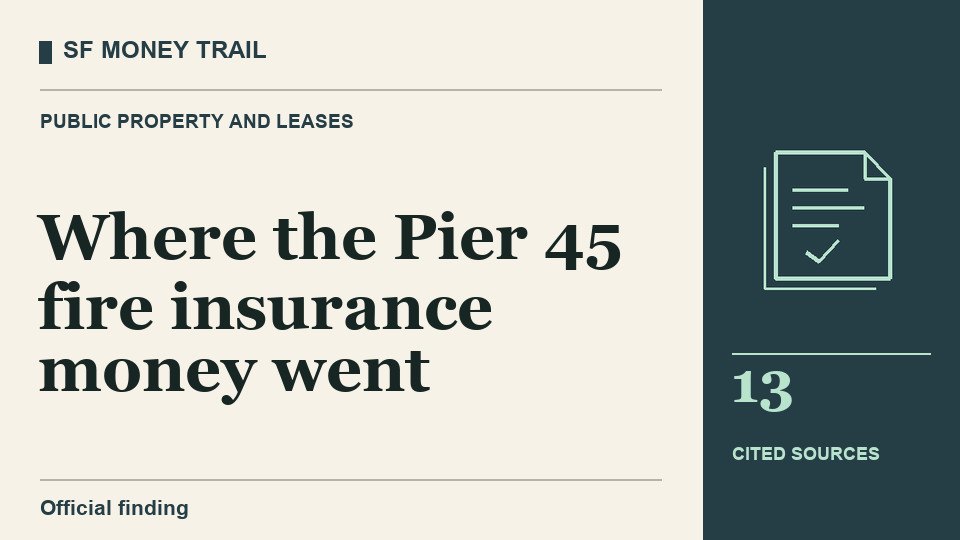 SF MONEY TRAIL
PUBLIC PROPERTY AND LEASES
Where the Pier 45
fire insurance
money went
Official finding
13
CITED SOURCES